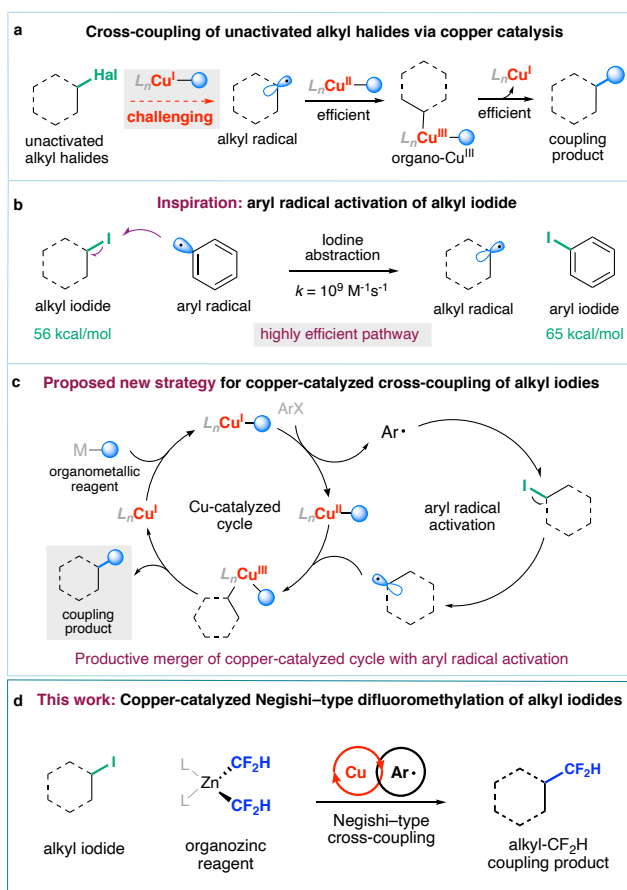 a Cross-coupling of unactivated alkyl halides via copper catalysis
Hal
LnCuI
challenging
unactivated
alkyl halides
alkyl radical
LnCuII
efficient
LnCuIII
organo-CuIII
LnCuI
efficient
coupling
product
b Inspiration: aryl radical activation of alkyl iodide
I
alkyl iodide
56 kcal/mol
aryl radical
Iodine
abstraction
k = 10⁹ M⁻¹s⁻¹
highly efficient pathway
alkyl radical
I
aryl iodide
65 kcal/mol
c Proposed new strategy for copper-catalyzed cross-coupling of alkyl iodies
LnCuI
ArX
Ar•
M
organometallic
reagent
LnCuI
Cu-catalyzed
cycle
LnCuII
aryl radical
activation
I
LnCuIII
coupling
product
Productive merger of copper-catalyzed cycle with aryl radical activation
d This work: Copper-catalyzed Negishi–type difluoromethylation of alkyl iodides
I
alkyl iodide
L
L
Zn
CF₂H
CF₂H
organozinc
reagent
Cu
Ar•
Negishi–type
cross-coupling
CF₂H
alkyl-CF₂H
coupling product